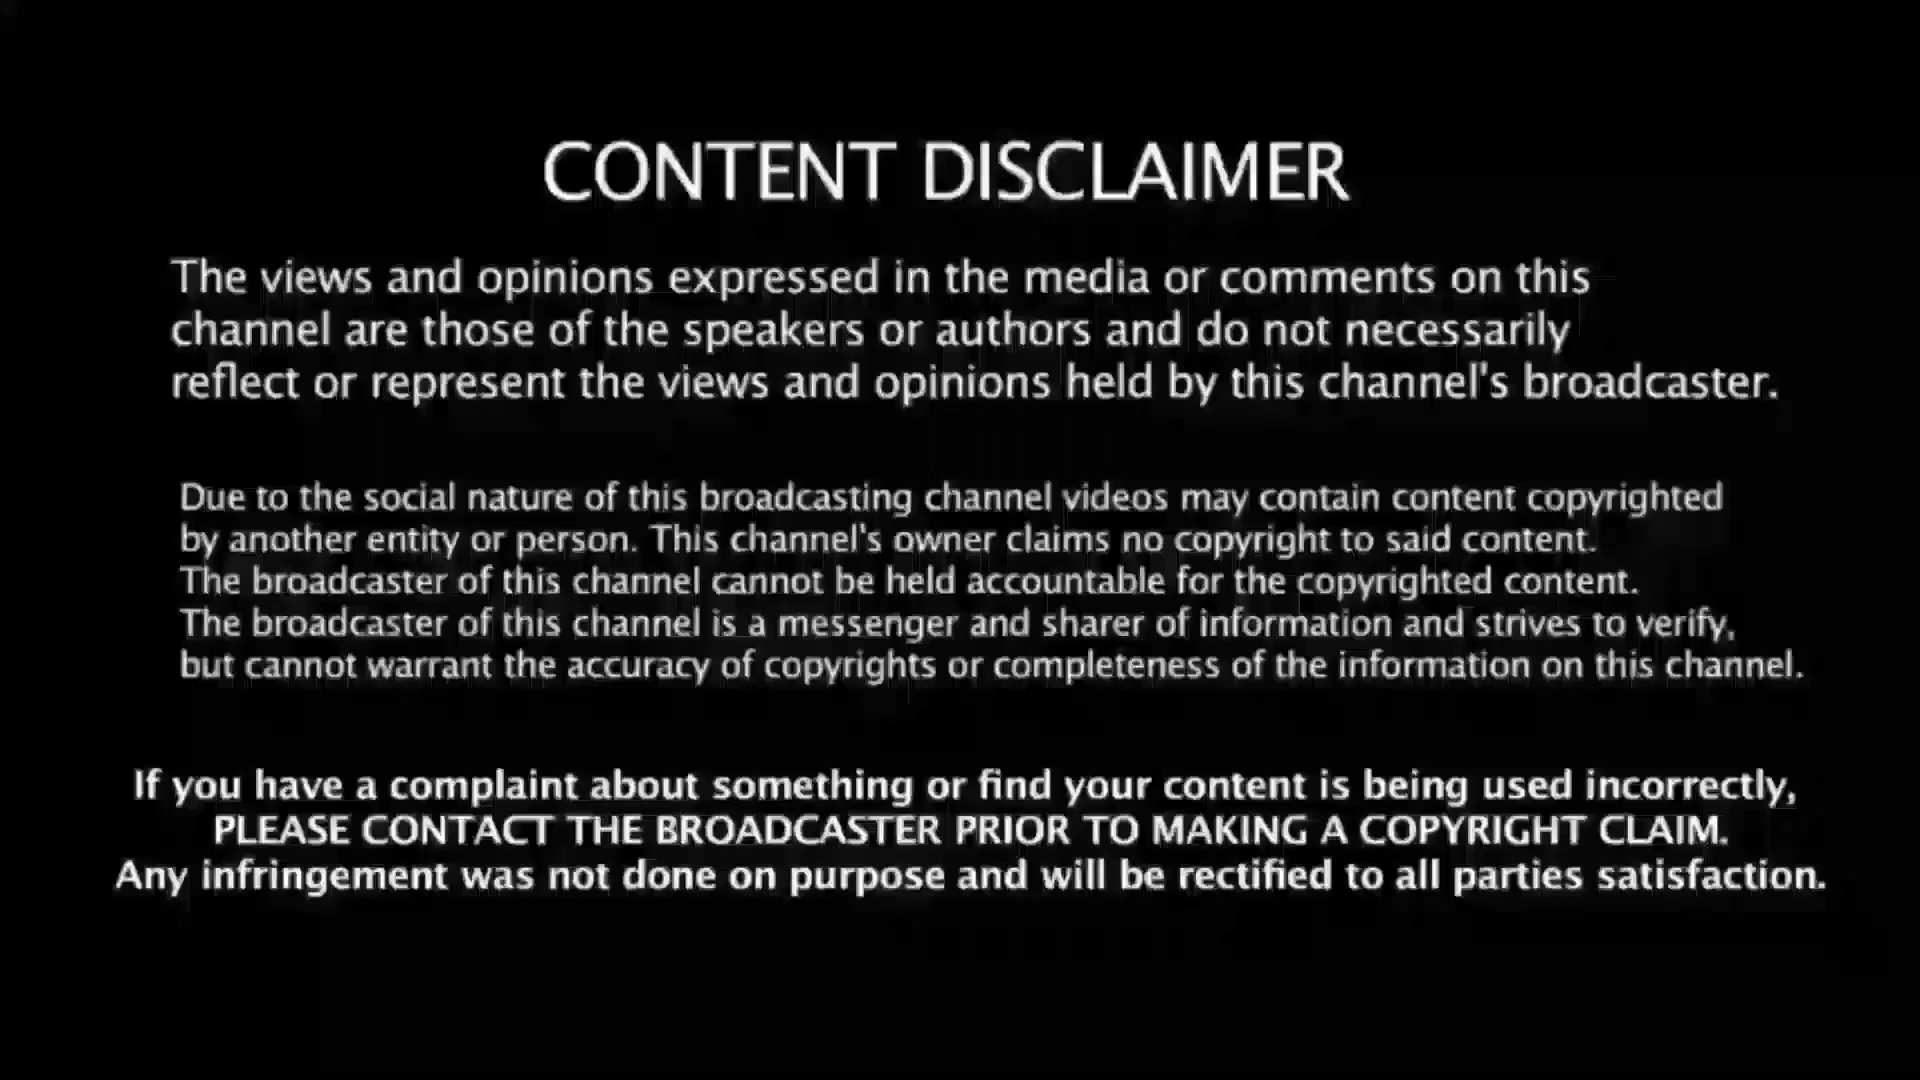 CONTENT DISCLAIMER
The views and opinions expressed in the media or comments on this
channel are those of the speakers or authors and do not necessarily
reflect or represent the views and opinions held by this channel's broadcaster.
Due to the social nature of this broadcasting channel videos may contain content copyrighted
by another entity or person. This channel's owner claims no copyright to said content.
The broadcaster of this channel cannot be held accountable for the copyrighted content.
The broadcaster of this channel is a messenger and sharer of information and strives to verify,
but cannot warrant the accuracy of copyrights or completeness of the information on this channel.
If you have a complaint about something or find your content is being used incorrectly,
PLEASE CONTACT THE BROADCASTER PRIOR TO MAKING A COPYRIGHT CLAIM.
Any infringement was not done on purpose and will be rectified to all parties satisfaction.